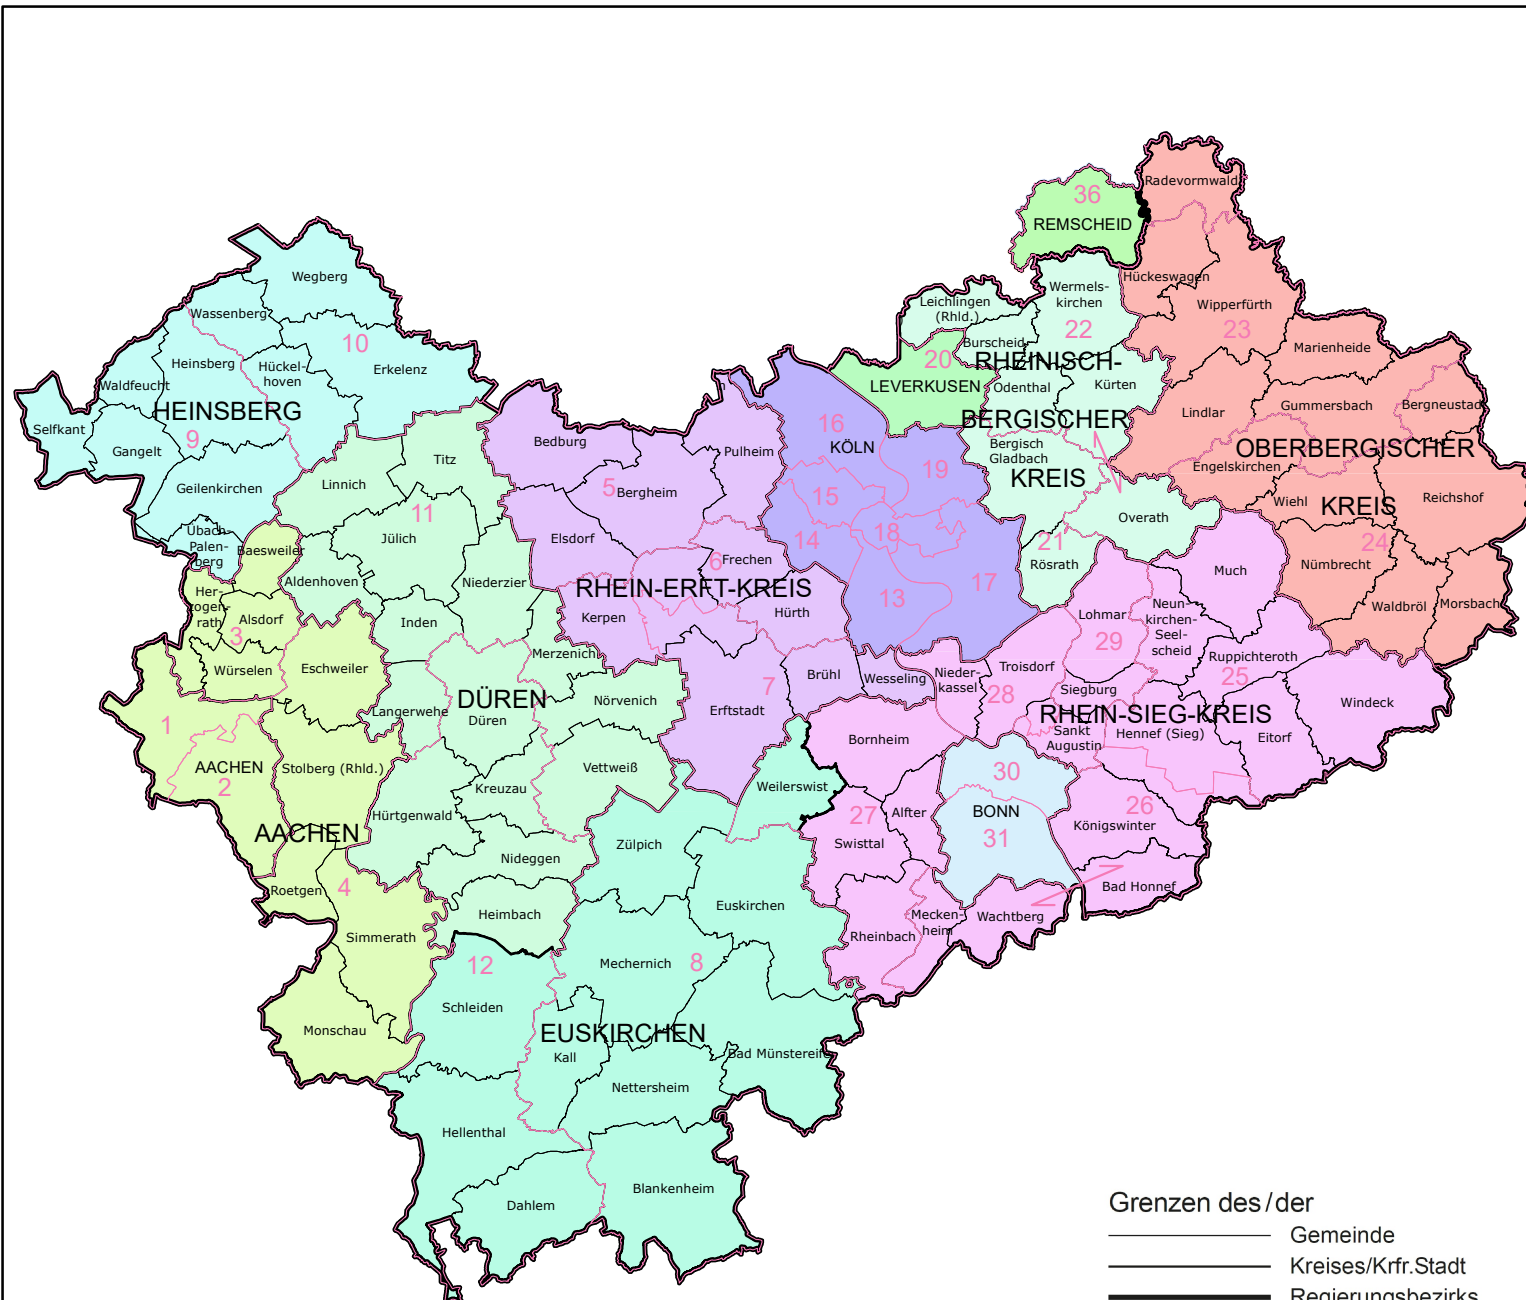 Radevormwald
36
REMSCHEID
Wegberg
Hückeswagen
Wermels-
kirchen
Leichlingen
(Rhld.)
Wipperfürth
Wassenberg
22
23
10
Burscheid
Marienheide
20
RHEINISCH-
Heinsberg
Hückel-
hoven
Erkelenz
Waldfeucht
LEVERKUSEN
Odenthal
Kürten
HEINSBERG
Lindlar
Gummersbach
Bergneustadt
16
BERGISCHER
Selfkant
9
Bedburg
KÖLN
Bergisch
Gladbach
OBERBERGISCHER
Gangelt
Titz
Pulheim
19
Engelskirchen
KREIS
Linnich
5
Bergheim
15
Geilenkirchen
Wiehl
KREIS
Reichshof
11
Overath
Übach-
Palen-
berg
Jülich
Elsdorf
14
18
21
24
Baesweiler
Frechen
6
Rösrath
Nümbrecht
Much
Aldenhoven
Niederzier
RHEIN-ERFT-KREIS
17
Her-
zogen-
rath
13
Waldbröl
Morsbach
Alsdorf
Inden
Kerpen
Hürth
Lohmar
Neun-
kirchen-
Seel-
scheid
3
29
Würselen
Eschweiler
Merzenich
Ruppichteroth
Troisdorf
25
Brühl
Wesseling
Nieder-
kassel
28
Siegburg
7
DÜREN
Nörvenich
Langerwehe
Düren
Erftstadt
RHEIN-SIEG-KREIS
Windeck
1
Sankt
Augustin
Hennef (Sieg)
Eitorf
Bornheim
AACHEN
Stolberg (Rhld.)
Vettweiß
30
2
Kreuzau
Weilerswist
27
Alfter
BONN
26
Hürtgenwald
Königswinter
AACHEN
Zülpich
Swisttal
31
Nideggen
Roetgen
4
Bad Honnef
Euskirchen
Heimbach
Mecken-
heim
Wachtberg
Simmerath
Rheinbach
12
Mechernich
8
Schleiden
Monschau
EUSKIRCHEN
Kall
Bad Münstereifel
Nettersheim
Hellenthal
Blankenheim
Dahlem
Grenzen des/der
Gemeinde
Kreises/Krfr.Stadt
Regierungsbezirks